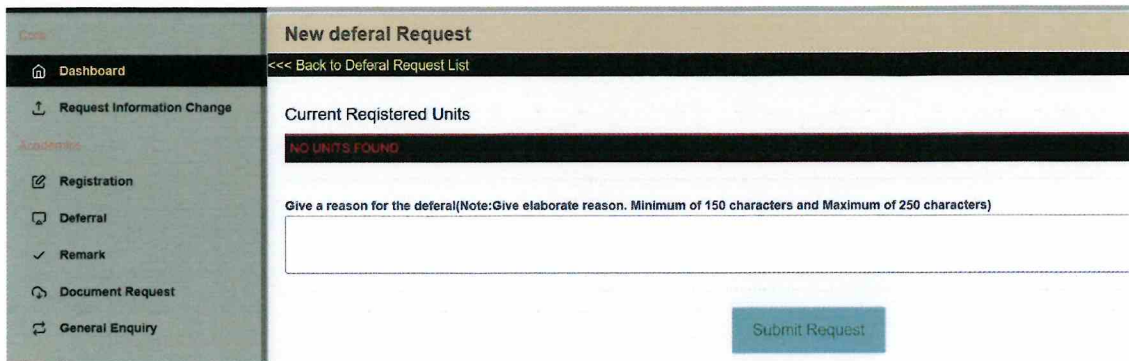 Core
Dashboard
Request Information Change
Academics
Registration
Deferral
Remark
Document Request
General Enquiry
New deferal Request
<<< Back to Deferal Request List
Current Registered Units
NO UNITS FOUND
Give a reason for the deferal(Note:Give elaborate reason. Minimum of 150 characters and Maximum of 250 characters)
Submit Request